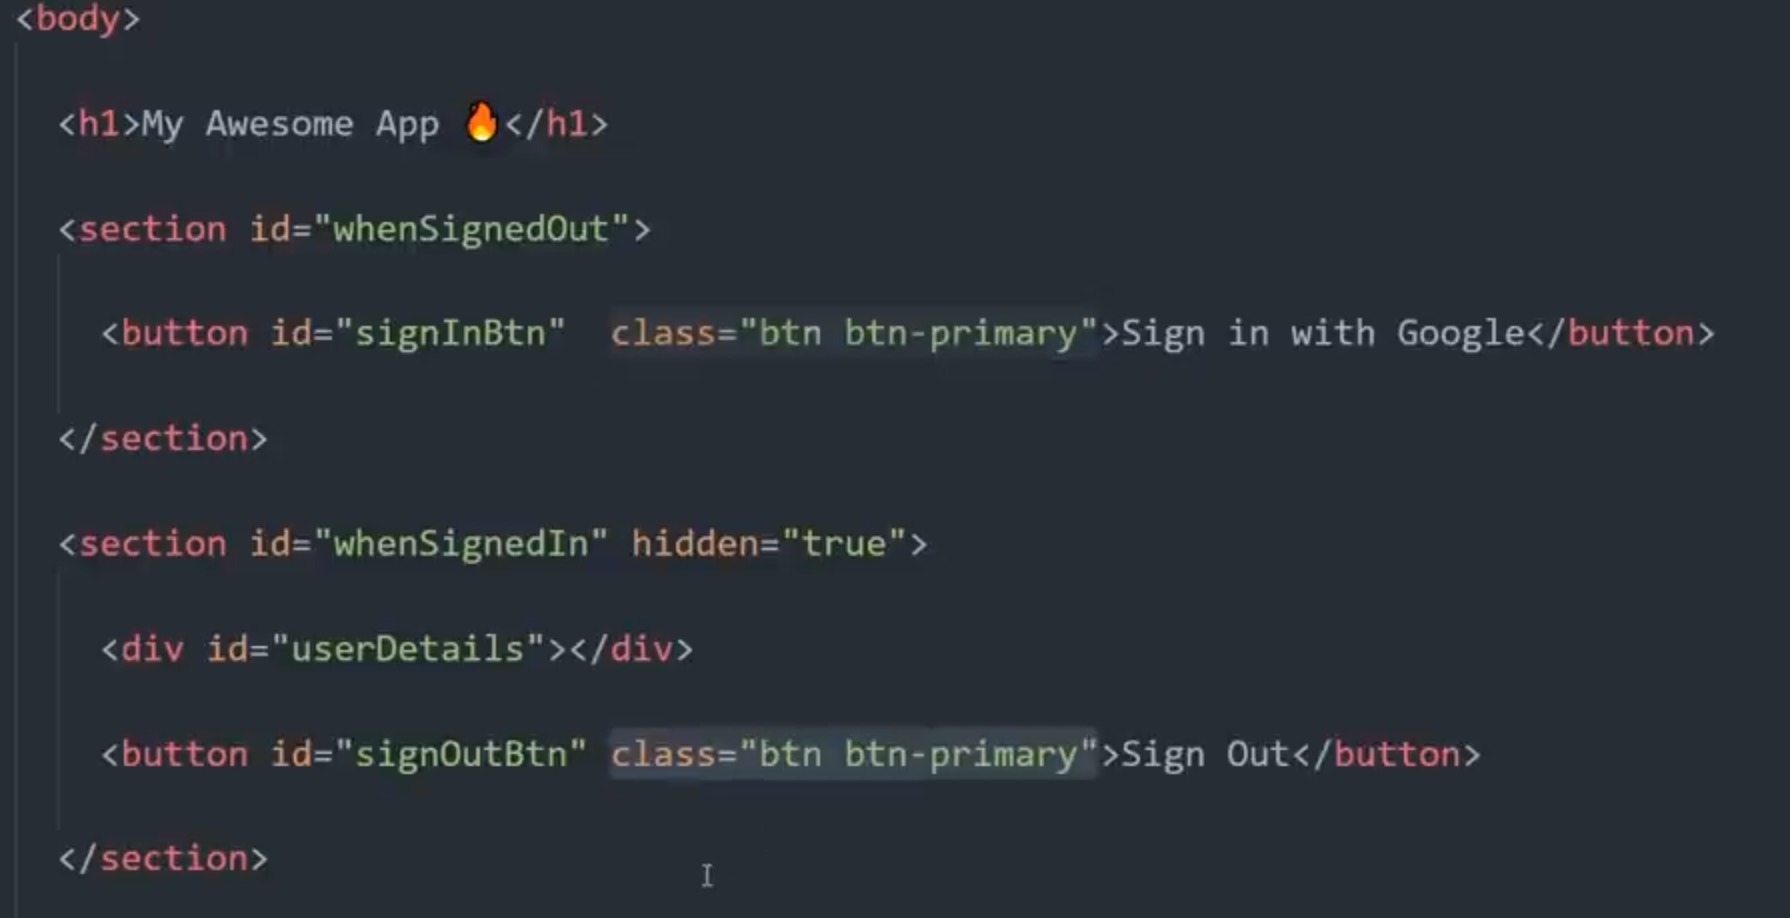 <body>
<h1>My Awesome App 🔥</h1>
<section id="whenSignedOut">
<button id="signInBtn"  class="btn btn-primary">Sign in with Google</button>
</section>
<section id="whenSignedIn" hidden="true">
<div id="userDetails"></div>
<button id="signOutBtn" class="btn btn-primary">Sign Out</button>
</section>